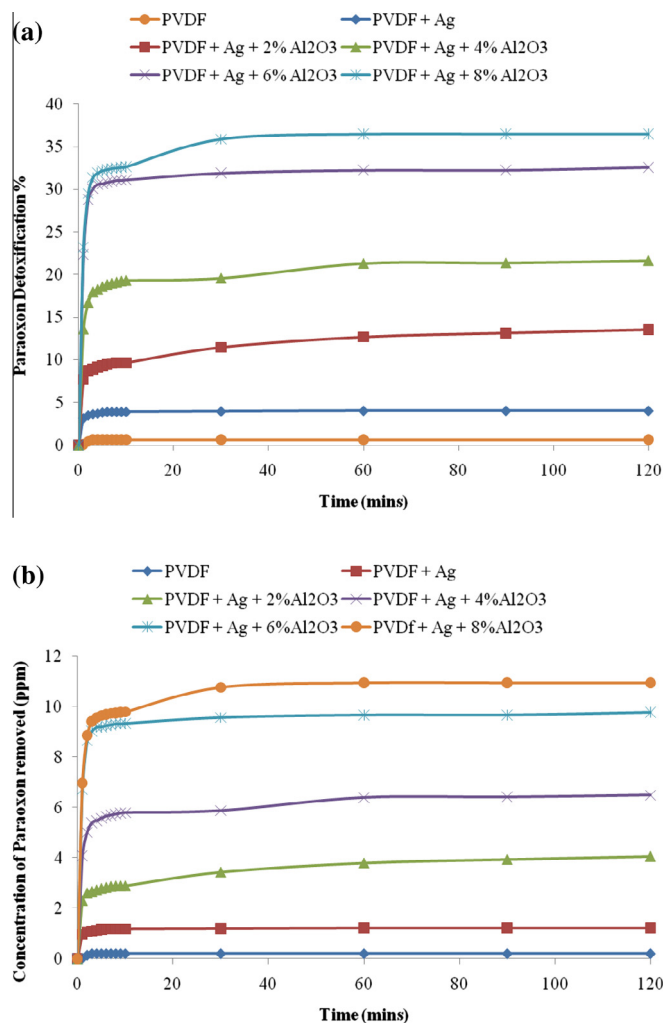 (a)
PVDF
PVDF + Ag
PVDF + Ag + 2% Al2O3
PVDF + Ag + 4% Al2O3
PVDF + Ag + 6% Al2O3
PVDF + Ag + 8% Al2O3
40
35
30
25
20
15
10
5
0
Paraoxon Detoxification %
0 20 40 60 80 100 120
Time (mins)
(b)
PVDF
PVDF + Ag
PVDF + Ag + 2%Al2O3
PVDF + Ag + 4%Al2O3
PVDF + Ag + 6%Al2O3
PVDf + Ag + 8%Al2O3
12
10
8
6
4
2
0
Concentration of Paraoxon removed (ppm)
0 20 40 60 80 100 120
Time (mins)